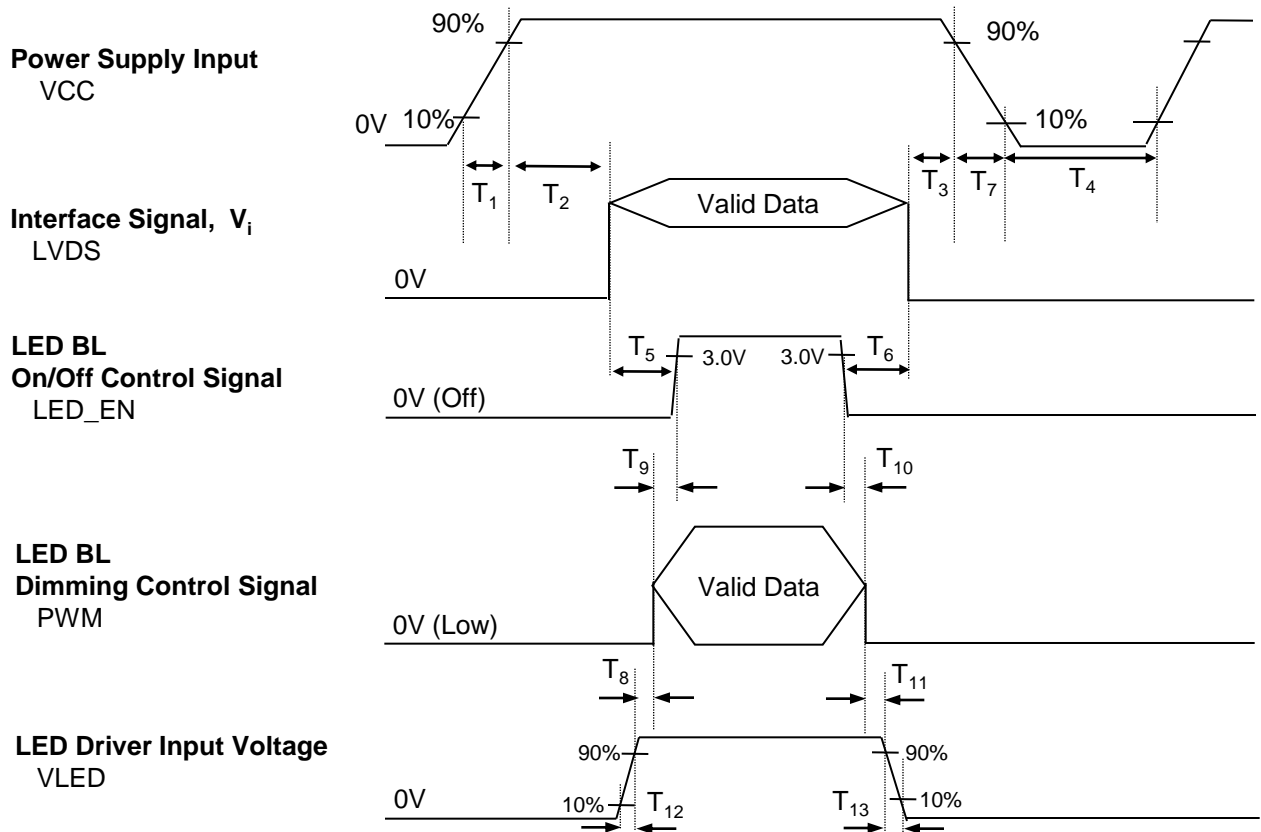 90%
90%
Power Supply Input
VCC
0V
10%
10%
T1
T2
T3
T7
T4
Interface Signal, Vi
LVDS
Valid Data
0V
LED BL
On/Off Control Signal
LED_EN
T5
3.0V
3.0V
T6
0V (Off)
T9
T10
LED BL
Dimming Control Signal
PWM
Valid Data
0V (Low)
T8
T11
LED Driver Input Voltage
VLED
90%
90%
0V
10%
T12
T13
10%